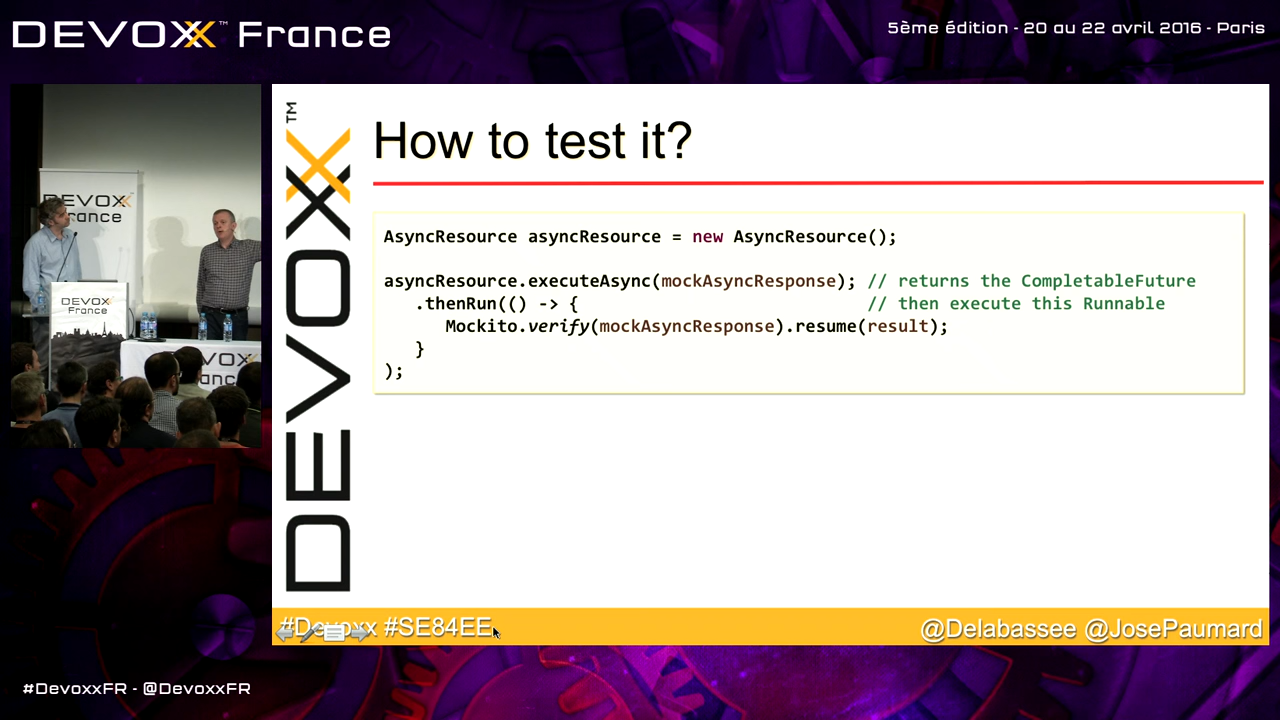 DEVOXX™ France
5ème édition - 20 au 22 avril 2016 - Paris
DEVOXX
France
DEVOXX
France
DEVOXX™
How to test it?
AsyncResource asyncResource = new AsyncResource();
asyncResource.executeAsync(mockAsyncResponse); // returns the CompletableFuture
.thenRun(() -> { // then execute this Runnable
Mockito.verify(mockAsyncResponse).resume(result);
}
);
#Devoxx #SE84EE
@Delabassee @JosePaumard
#DevoxxFR - @DevoxxFR